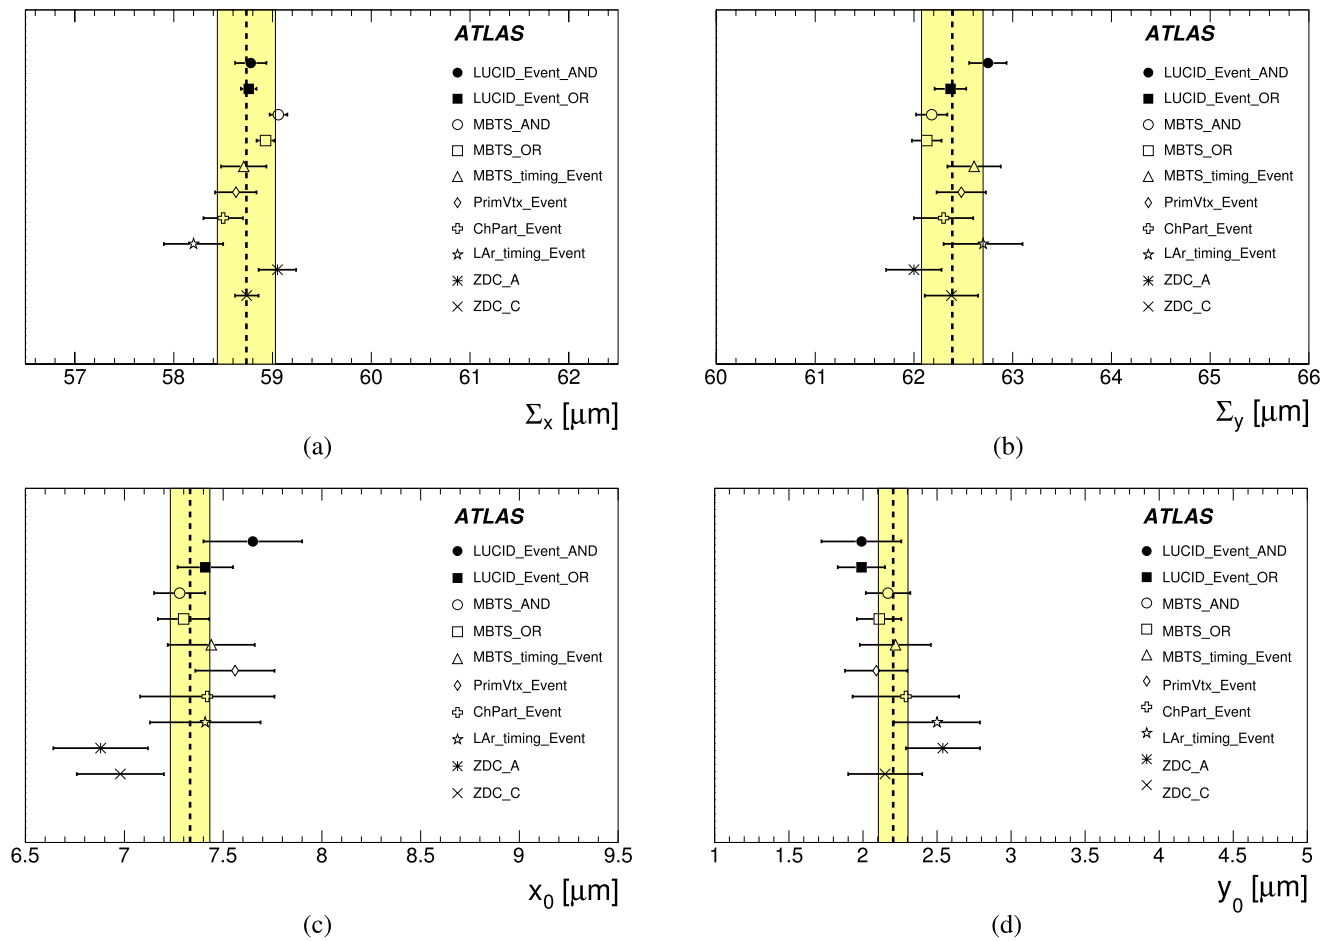 ATLAS
LUCID_Event_AND
LUCID_Event_OR
MBTS_AND
MBTS_OR
MBTS_timing_Event
PrimVtx_Event
ChPart_Event
LAr_timing_Event
ZDC_A
ZDC_C
57 58 59 60 61 62
Σx [μm]
(a)
ATLAS
LUCID_Event_AND
LUCID_Event_OR
MBTS_AND
MBTS_OR
MBTS_timing_Event
PrimVtx_Event
ChPart_Event
LAr_timing_Event
ZDC_A
ZDC_C
60 61 62 63 64 65 66
Σy [μm]
(b)
ATLAS
LUCID_Event_AND
LUCID_Event_OR
MBTS_AND
MBTS_OR
MBTS_timing_Event
PrimVtx_Event
ChPart_Event
LAr_timing_Event
ZDC_A
ZDC_C
6.5 7 7.5 8 8.5 9 9.5
x0 [μm]
(c)
ATLAS
LUCID_Event_AND
LUCID_Event_OR
MBTS_AND
MBTS_OR
MBTS_timing_Event
PrimVtx_Event
ChPart_Event
LAr_timing_Event
ZDC_A
ZDC_C
1 1.5 2 2.5 3 3.5 4 4.5 5
y0 [μm]
(d)